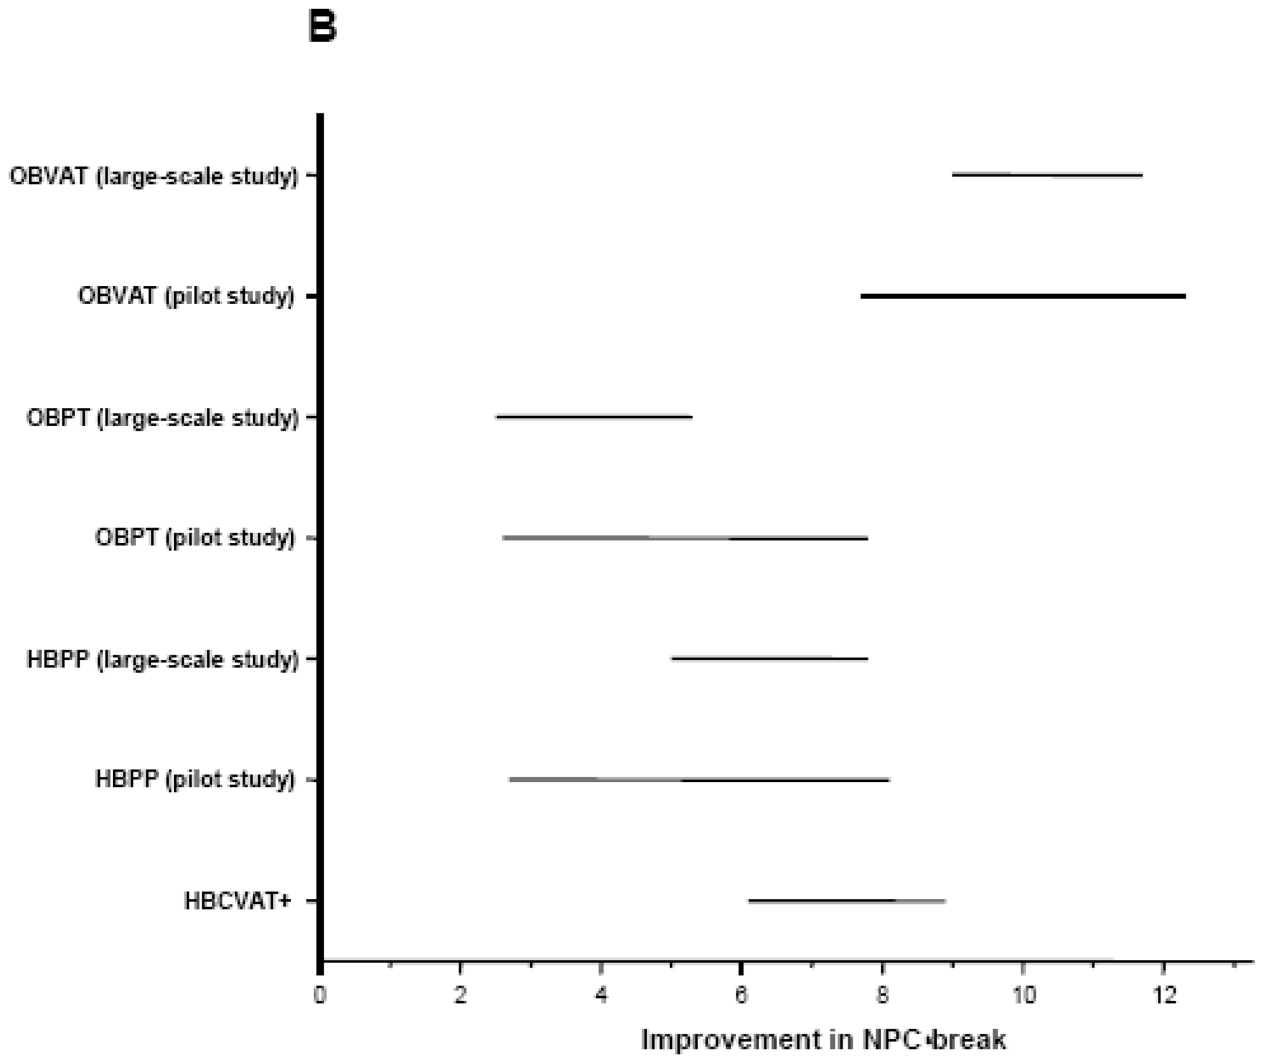 B
OBVAT (large-scale study)
OBVAT (pilot study)
OBPT (large-scale study)
OBPT (pilot study)
HBPP (large-scale study)
HBPP (pilot study)
HBCVAT+
0 2 4 6 8 10 12
Improvement in NPC-break